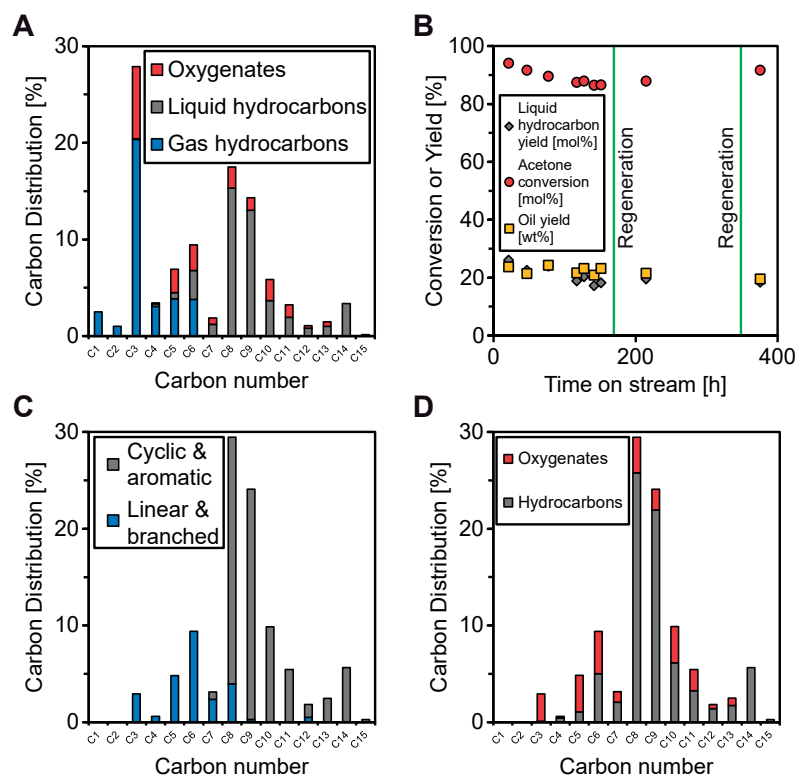 A
30
20
10
0
Carbon Distribution [%]
Oxygenates
Liquid hydrocarbons
Gas hydrocarbons
C1
C2
C3
C4
C5
C6
C7
C8
C9
C10
C11
C12
C13
C14
C15
Carbon number
B
100
80
60
40
20
0
Conversion or Yield [%]
Liquid
hydrocarbon
yield [mol%]
Acetone
conversion
[mol%]
Oil yield
[wt%]
Regeneration
Regeneration
0
200
400
Time on stream [h]
C
30
20
10
0
Carbon Distribution [%]
Cyclic &
aromatic
Linear &
branched
C1
C2
C3
C4
C5
C6
C7
C8
C9
C10
C11
C12
C13
C14
C15
Carbon number
D
30
20
10
0
Carbon Distribution [%]
Oxygenates
Hydrocarbons
C1
C2
C3
C4
C5
C6
C7
C8
C9
C10
C11
C12
C13
C14
C15
Carbon number